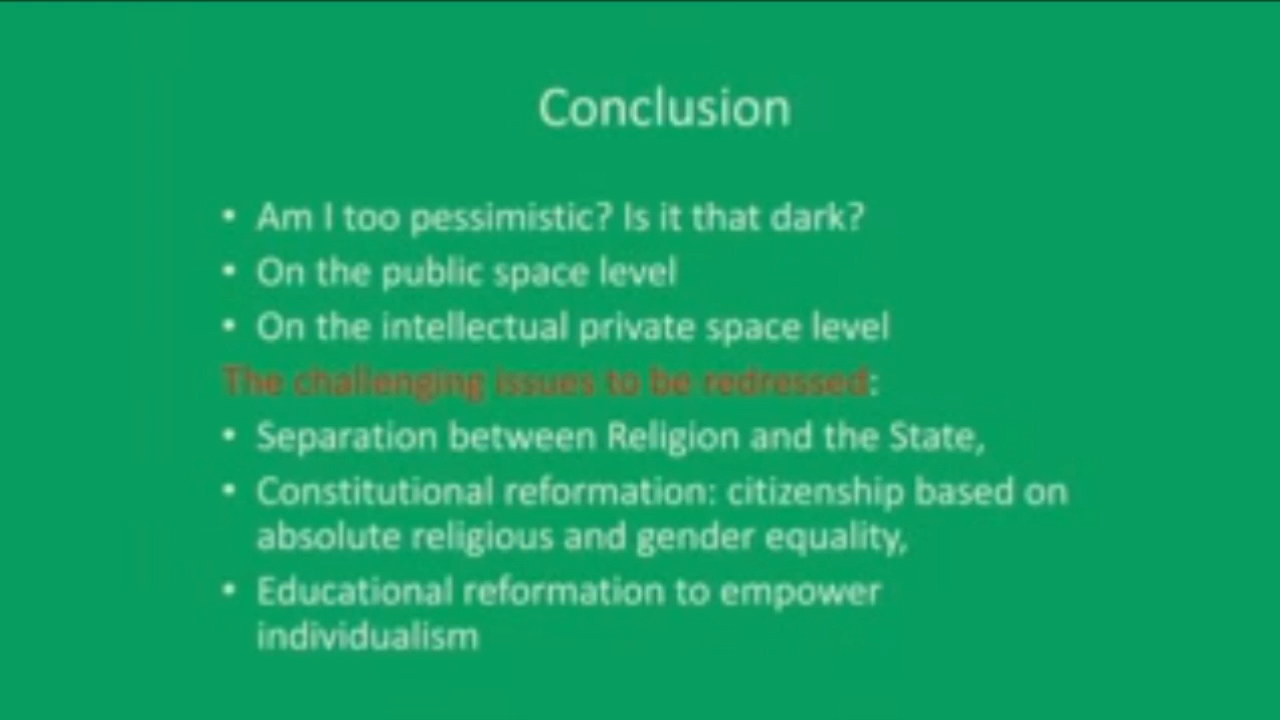 Conclusion
• Am I too pessimistic? Is it that dark?
• On the public space level
• On the intellectual private space level
The challenging issues to be redressed:
• Separation between Religion and the State,
• Constitutional reformation: citizenship based on
absolute religious and gender equality,
• Educational reformation to empower
individualism